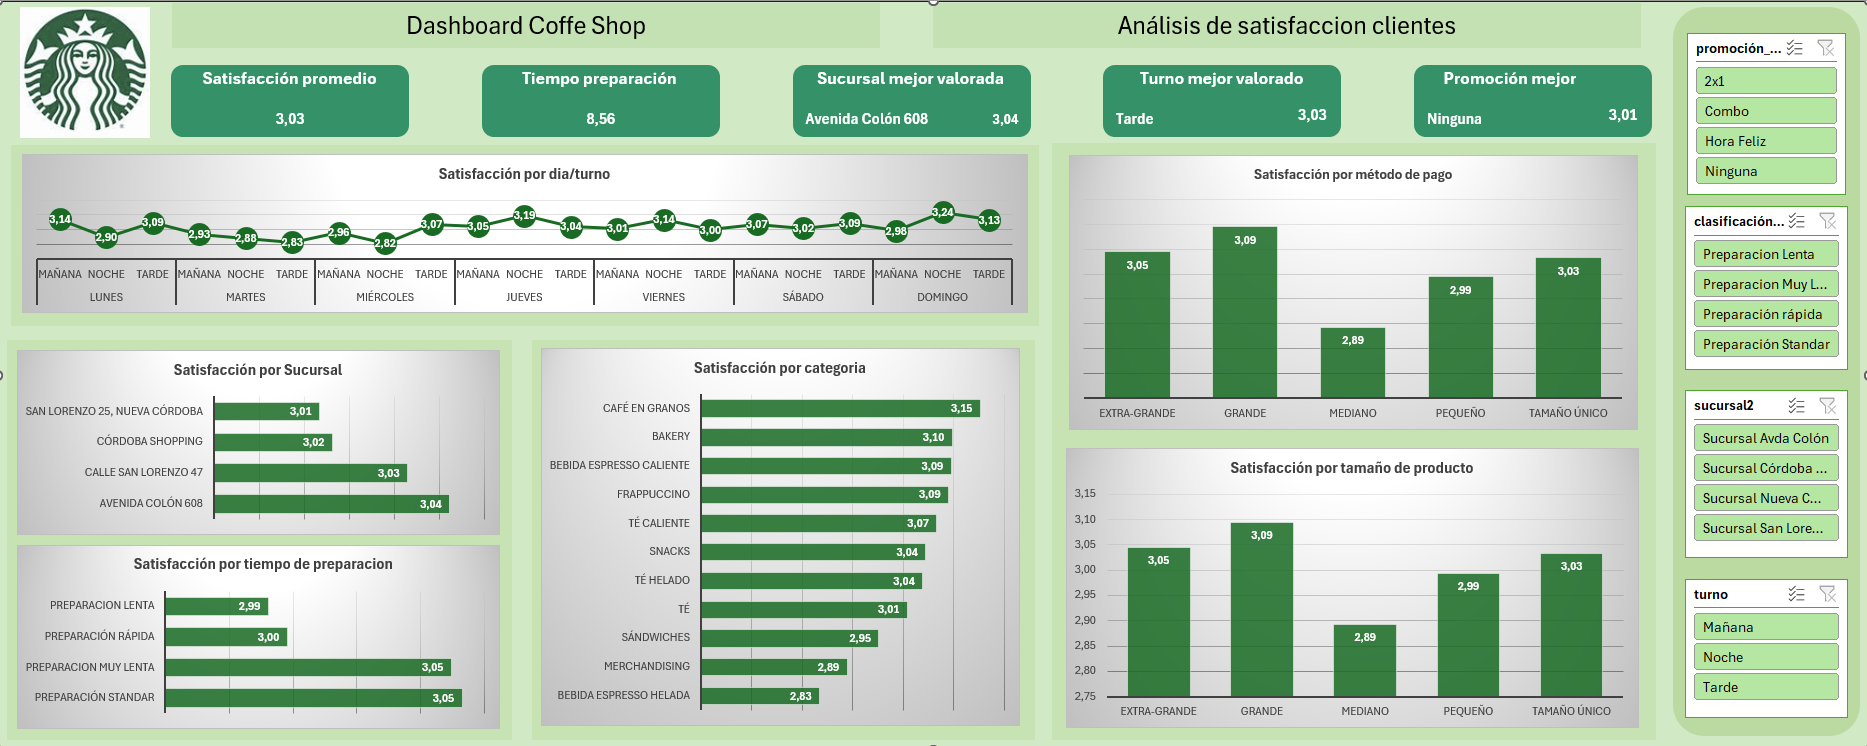 Dashboard Coffe Shop
Análisis de satisfaccion clientes
Satisfacción promedio
3,03
Tiempo preparación
8,56
Sucursal mejor valorada
Avenida Colón 608 3,04
Turno mejor valorado
Tarde 3,03
Promoción mejor
Ninguna 3,01
Satisfacción por dia/turno
3,14 2,90 3,09 2,93 2,88 2,83 2,96 2,82 3,07 3,05 3,19 3,04 3,01 3,14 3,00 3,07 3,02 3,09 2,98 3,24 3,13
MAÑANA NOCHE TARDE MAÑANA NOCHE TARDE MAÑANA NOCHE TARDE MAÑANA NOCHE TARDE MAÑANA NOCHE TARDE MAÑANA NOCHE TARDE MAÑANA NOCHE TARDE
LUNES MARTES MIÉRCOLES JUEVES VIERNES SÁBADO DOMINGO
Satisfacción por Sucursal
SAN LORENZO 25, NUEVA CÓRDOBA 3,01
CÓRDOBA SHOPPING 3,02
CALLE SAN LORENZO 47 3,03
AVENIDA COLÓN 608 3,04
Satisfacción por tiempo de preparacion
PREPARACION LENTA 2,99
PREPARACIÓN RÁPIDA 3,00
PREPARACION MUY LENTA 3,05
PREPARACIÓN STANDAR 3,05
Satisfacción por categoria
CAFÉ EN GRANOS 3,15
BAKERY 3,10
BEBIDA ESPRESSO CALIENTE 3,09
FRAPPUCCINO 3,09
TÉ CALIENTE 3,07
SNACKS 3,04
TÉ HELADO 3,04
TÉ 3,01
SÁNDWICHES 2,95
MERCHANDISING 2,89
BEBIDA ESPRESSO HELADA 2,83
Satisfacción por método de pago
3,05 3,09 2,89 2,99 3,03
EXTRA-GRANDE GRANDE MEDIANO PEQUEÑO TAMAÑO ÚNICO
Satisfacción por tamaño de producto
3,15
3,10
3,05
3,00
2,95
2,90
2,85
2,80
2,75
3,05 3,09 2,89 2,99 3,03
EXTRA-GRANDE GRANDE MEDIANO PEQUEÑO TAMAÑO ÚNICO
promoción_...
2x1
Combo
Hora Feliz
Ninguna
clasificación...
Preparacion Lenta
Preparacion Muy L...
Preparación rápida
Preparación Standar
sucursal2
Sucursal Avda Colón
Sucursal Córdoba ...
Sucursal Nueva C...
Sucursal San Lore...
turno
Mañana
Noche
Tarde